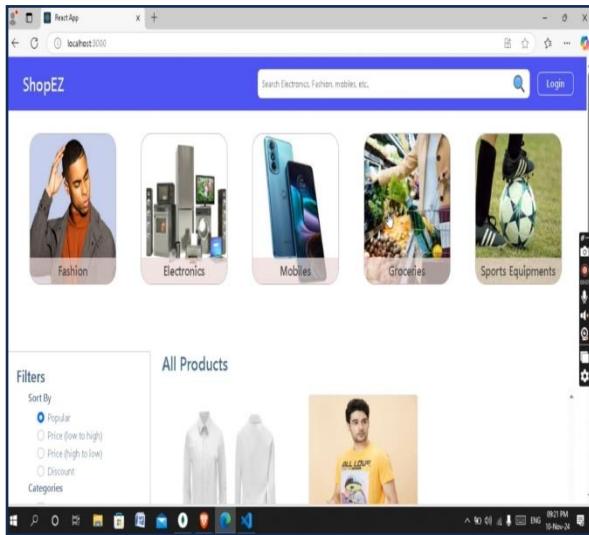 React App
localhost:3000
ShopEZ
Search Electronics, Fashion, mobiles, etc.,
Login
Fashion
Electronics
Mobiles
Groceries
Sports Equipments
Filters
Sort By
Popular
Price (low to high)
Price (high to low)
Discount
Categories
All Products
ALL LOVE
ENG
09:21 PM
10-Nov-24